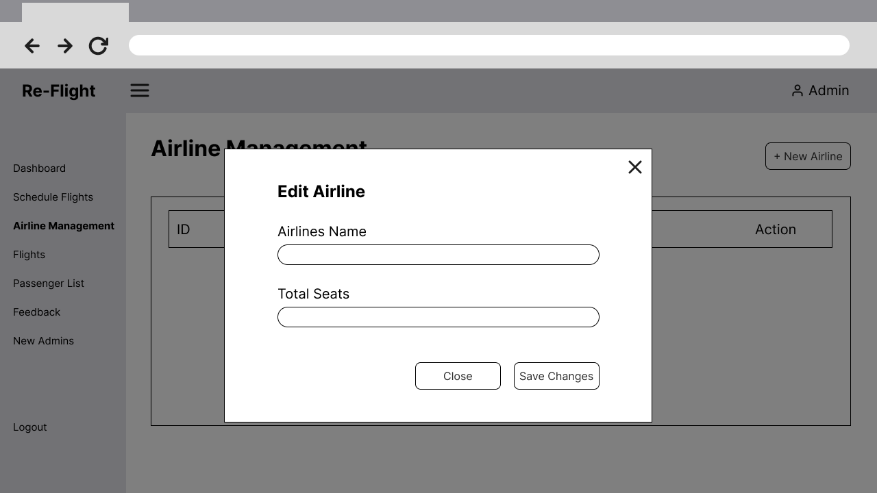 Re-Flight
Admin
Airline Management
+ New Airline
Dashboard
Schedule Flights
Airline Management
Flights
Passenger List
Feedback
New Admins
Logout
ID
Action
Edit Airline
Airlines Name
Total Seats
Close
Save Changes